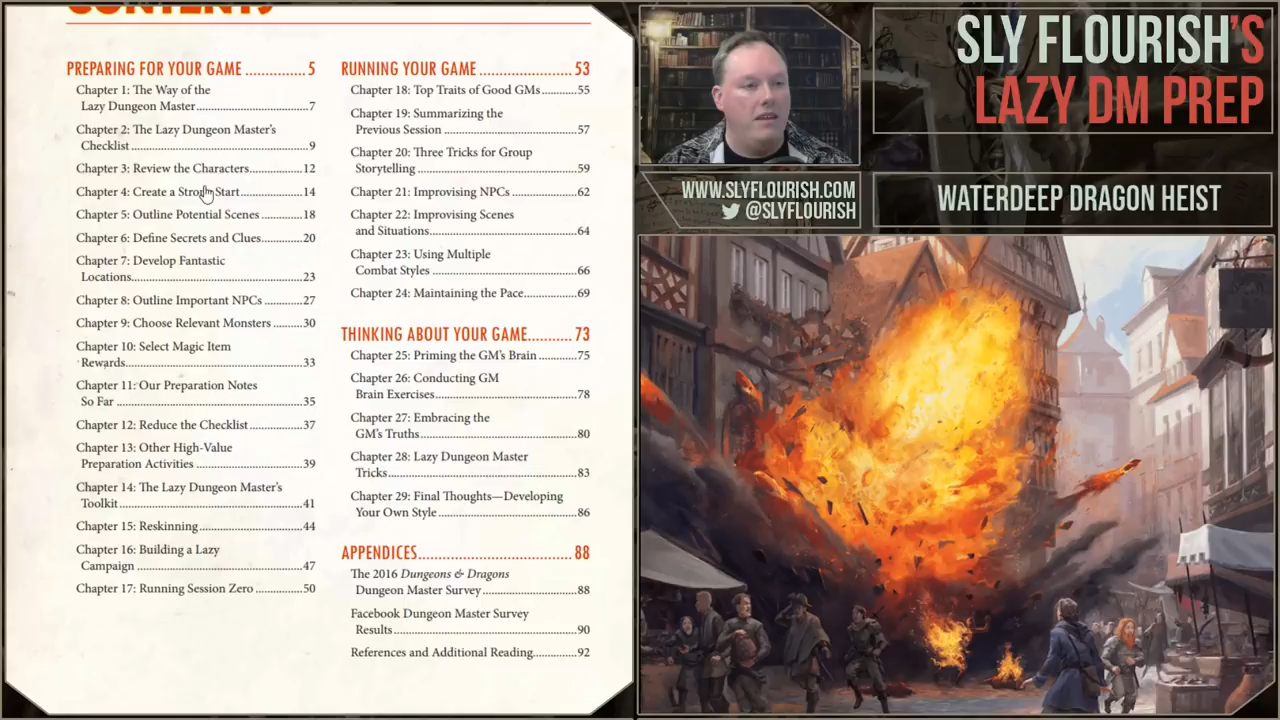 CONTENTS
PREPARING FOR YOUR GAME ............... 5
Chapter 1: The Way of the
Lazy Dungeon Master...............7
Chapter 2: The Lazy Dungeon Master's
Checklist...............9
Chapter 3: Review the Characters...............12
Chapter 4: Create a Strong Start...............14
Chapter 5: Outline Potential Scenes...............18
Chapter 6: Define Secrets and Clues...............20
Chapter 7: Develop Fantastic
Locations...............23
Chapter 8: Outline Important NPCs...............27
Chapter 9: Choose Relevant Monsters...............30
Chapter 10: Select Magic Item
Rewards...............33
Chapter 11: Our Preparation Notes
So Far...............35
Chapter 12: Reduce the Checklist...............37
Chapter 13: Other High-Value
Preparation Activities...............39
Chapter 14: The Lazy Dungeon Master's
Toolkit...............41
Chapter 15: Reskinning...............44
Chapter 16: Building a Lazy
Campaign...............47
Chapter 17: Running Session Zero...............50
RUNNING YOUR GAME...............53
Chapter 18: Top Traits of Good GMs...............55
Chapter 19: Summarizing the
Previous Session...............57
Chapter 20: Three Tricks for Group
Storytelling...............59
Chapter 21: Improvising NPCs...............62
Chapter 22: Improvising Scenes
and Situations...............64
Chapter 23: Using Multiple
Combat Styles...............66
Chapter 24: Maintaining the Pace...............69
THINKING ABOUT YOUR GAME...............73
Chapter 25: Priming the GM's Brain...............75
Chapter 26: Conducting GM
Brain Exercises...............78
Chapter 27: Embracing the
GM's Truths...............80
Chapter 28: Lazy Dungeon Master
Tricks...............83
Chapter 29: Final Thoughts—Developing
Your Own Style...............86
APPENDICES...............88
The 2016 Dungeons & Dragons
Dungeon Master Survey...............88
Facebook Dungeon Master Survey
Results...............90
References and Additional Reading...............92
SLY FLOURISH'S
LAZY DM PREP
WWW.SLYFLOURISH.COM
@SLYFLOURISH
WATERDEEP DRAGON HEIST